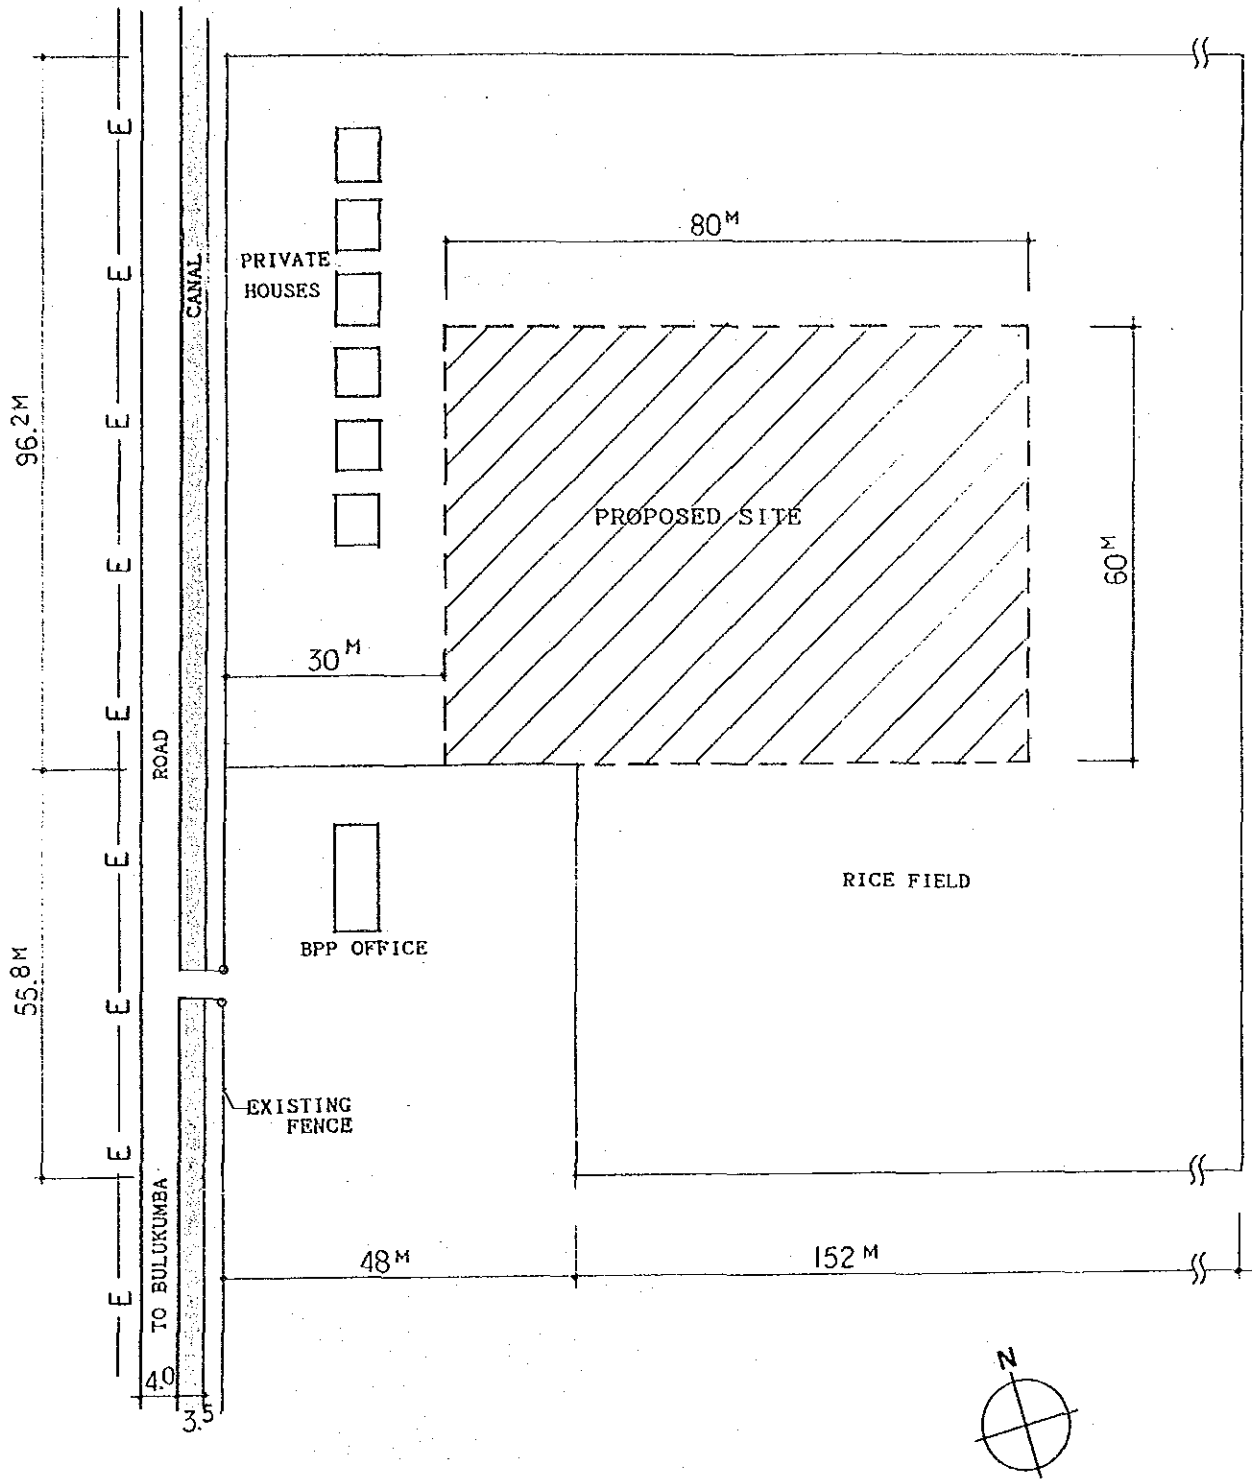 E
E
E
E
E
E
E
E
E
CANAL
PRIVATE
HOUSES
80M
96.2M
PROPOSED SITE
60M
30M
ROAD
RICE FIELD
BPP OFFICE
55.8M
EXISTING
FENCE
TO BULUKUMBA
48M
152M
4.0
3.5
N